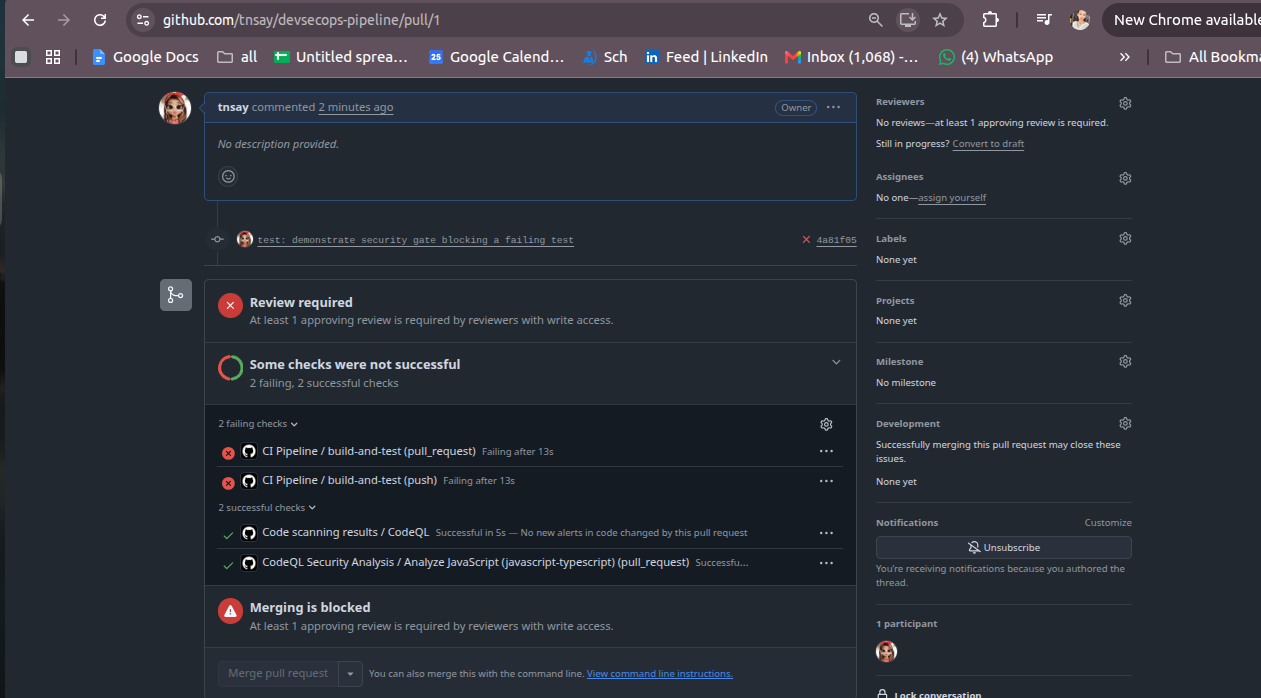 github.com/tnsay/devsecops-pipeline/pull/1
New Chrome available
Google Docs
all
Untitled sprea...
25
Google Calend...
Sch
in
Feed | LinkedIn
Inbox (1,068) -...
(4) WhatsApp
»
All Bookma
tnsay commented 2 minutes ago
Owner
No description provided.
test: demonstrate security gate blocking a failing test
4a81f05
Review required
At least 1 approving review is required by reviewers with write access.
Some checks were not successful
2 failing, 2 successful checks
2 failing checks
CI Pipeline / build-and-test (pull_request) Failing after 13s
CI Pipeline / build-and-test (push) Failing after 13s
2 successful checks
Code scanning results / CodeQL Successful in 5s — No new alerts in code changed by this pull request
CodeQL Security Analysis / Analyze JavaScript (javascript-typescript) (pull_request) Successfu...
Merging is blocked
At least 1 approving review is required by reviewers with write access.
Merge pull request
You can also merge this with the command line. View command line instructions.
Reviewers
No reviews—at least 1 approving review is required.
Still in progress? Convert to draft
Assignees
No one—assign yourself
Labels
None yet
Projects
None yet
Milestone
No milestone
Development
Successfully merging this pull request may close these
issues.
None yet
Notifications
Customize
Unsubscribe
You're receiving notifications because you authored the
thread.
1 participant
Lock conversation